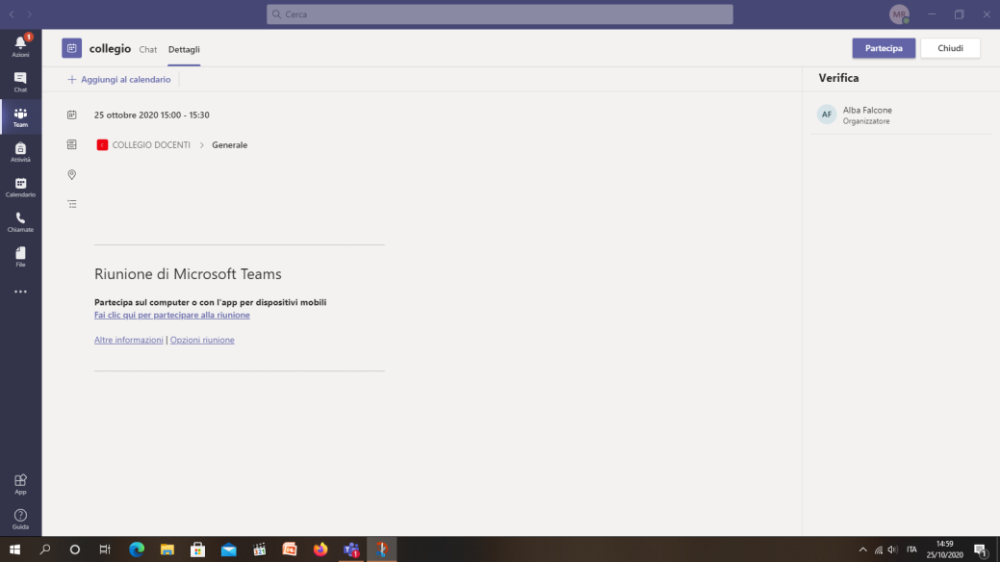 Cerca
MR
1
Azioni
Chat
Team
Attività
Calendario
Chiamate
File
App
Guida
collegio Chat Dettagli
Partecipa Chiudi
+ Aggiungi al calendario
25 ottobre 2020 15:00 - 15:30
COLLEGIO DOCENTI > Generale
Riunione di Microsoft Teams
Partecipa sul computer o con l'app per dispositivi mobili
Fai clic qui per partecipare alla riunione
Altre informazioni | Opzioni riunione
Verifica
AF Alba Falcone
Organizzatore
ITA
14:59
25/10/2020
1